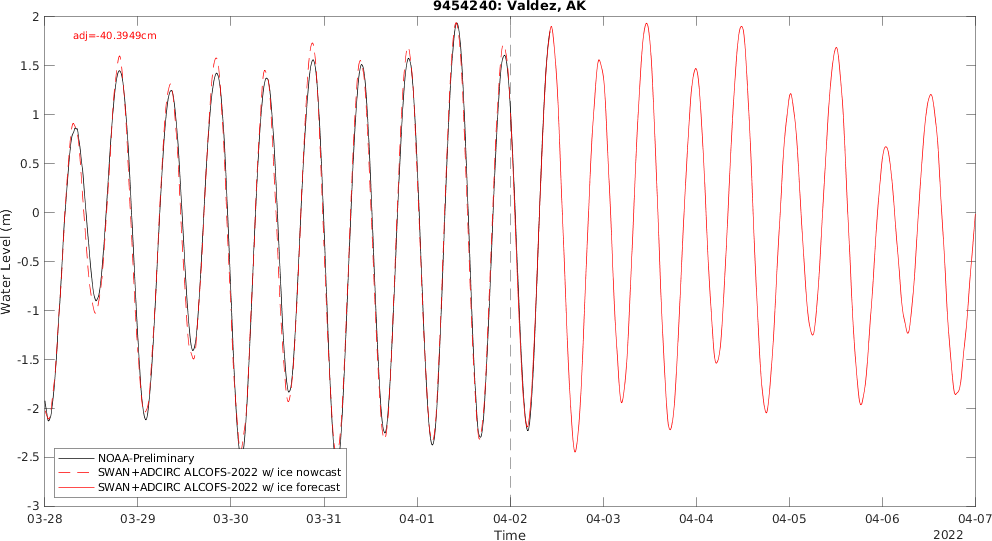 9454240: Valdez, AK
adj=-40.3949cm
2
1.5
1
0.5
0
-0.5
-1
-1.5
-2
-2.5
-3
Water Level (m)
NOAA-Preliminary
SWAN+ADCIRC ALCOFS-2022 w/ ice nowcast
SWAN+ADCIRC ALCOFS-2022 w/ ice forecast
03-28 03-29 03-30 03-31 04-01 04-02 04-03 04-04 04-05 04-06 04-07
Time
2022